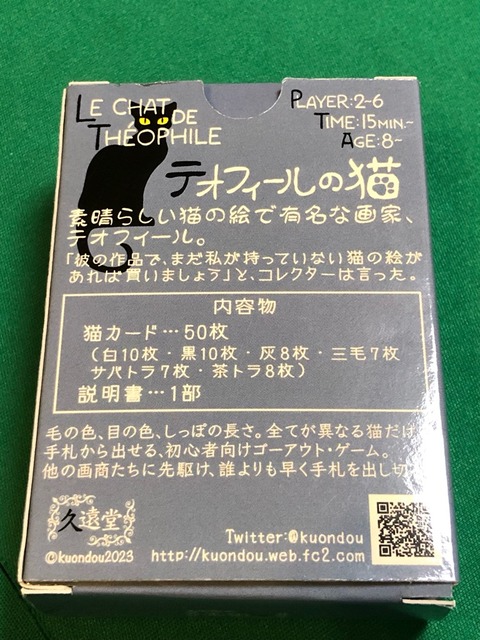 LE CHAT
DE
THÉOPHILE
PLAYER:2-6
TIME:15MIN.~
AGE:8~
テオフィールの猫
素晴らしい猫の絵で有名な画家、
テオフィール。
「彼の作品で、まだ私が持っていない猫の絵が
あれば買いましょう」と、コレクターは言った。
内容物
猫カード…50枚
(白10枚・黒10枚・灰8枚・三毛7枚
サバトラ7枚・茶トラ8枚)
説明書…1部
毛の色、目の色、しっぽの長さ。全てが異なる猫だけ
手札から出せる、初心者向けゴーアウト・ゲーム。
他の画商たちに先駆け、誰よりも早く手札を出し切
久遠堂
©kuondou2023
Twitter:@kuondou
http://kuondou.web.fc2.com